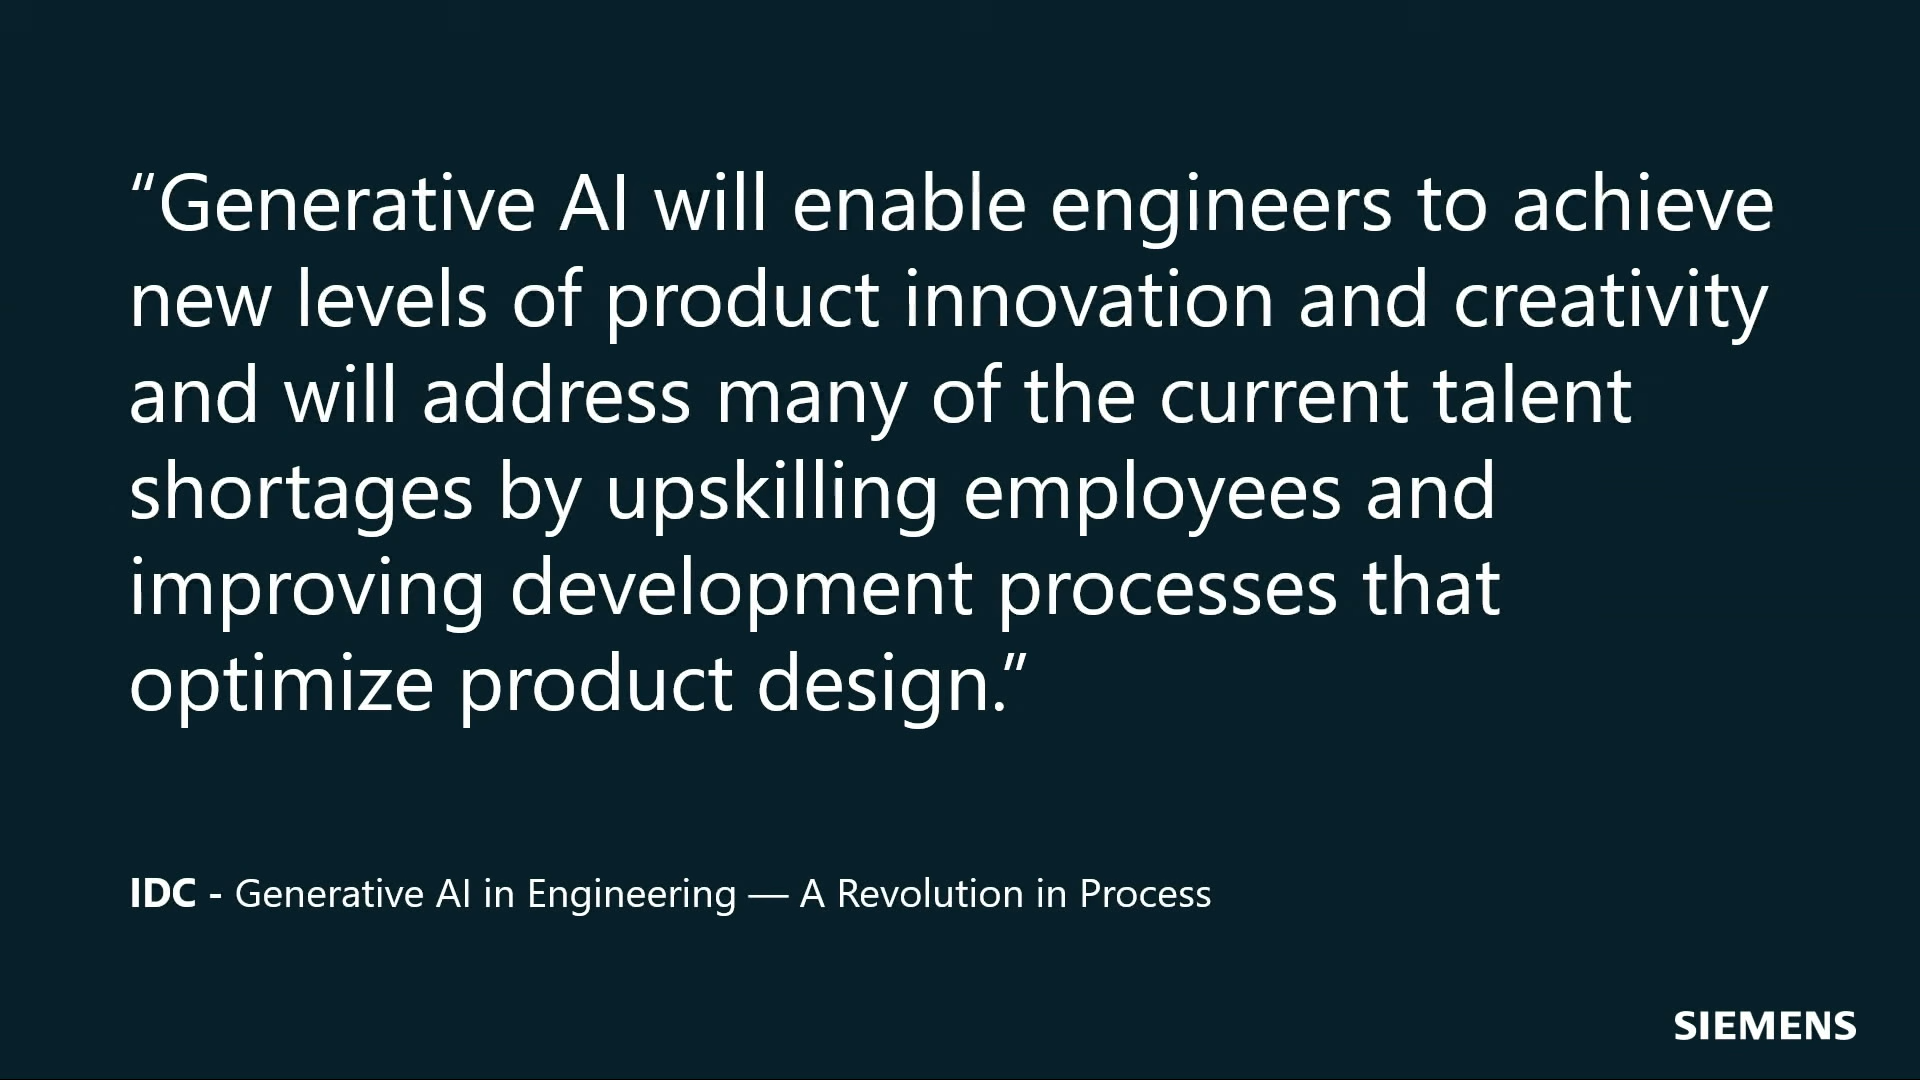 “Generative AI will enable engineers to achieve
new levels of product innovation and creativity
and will address many of the current talent
shortages by upskilling employees and
improving development processes that
optimize product design.”
IDC - Generative AI in Engineering — A Revolution in Process
SIEMENS